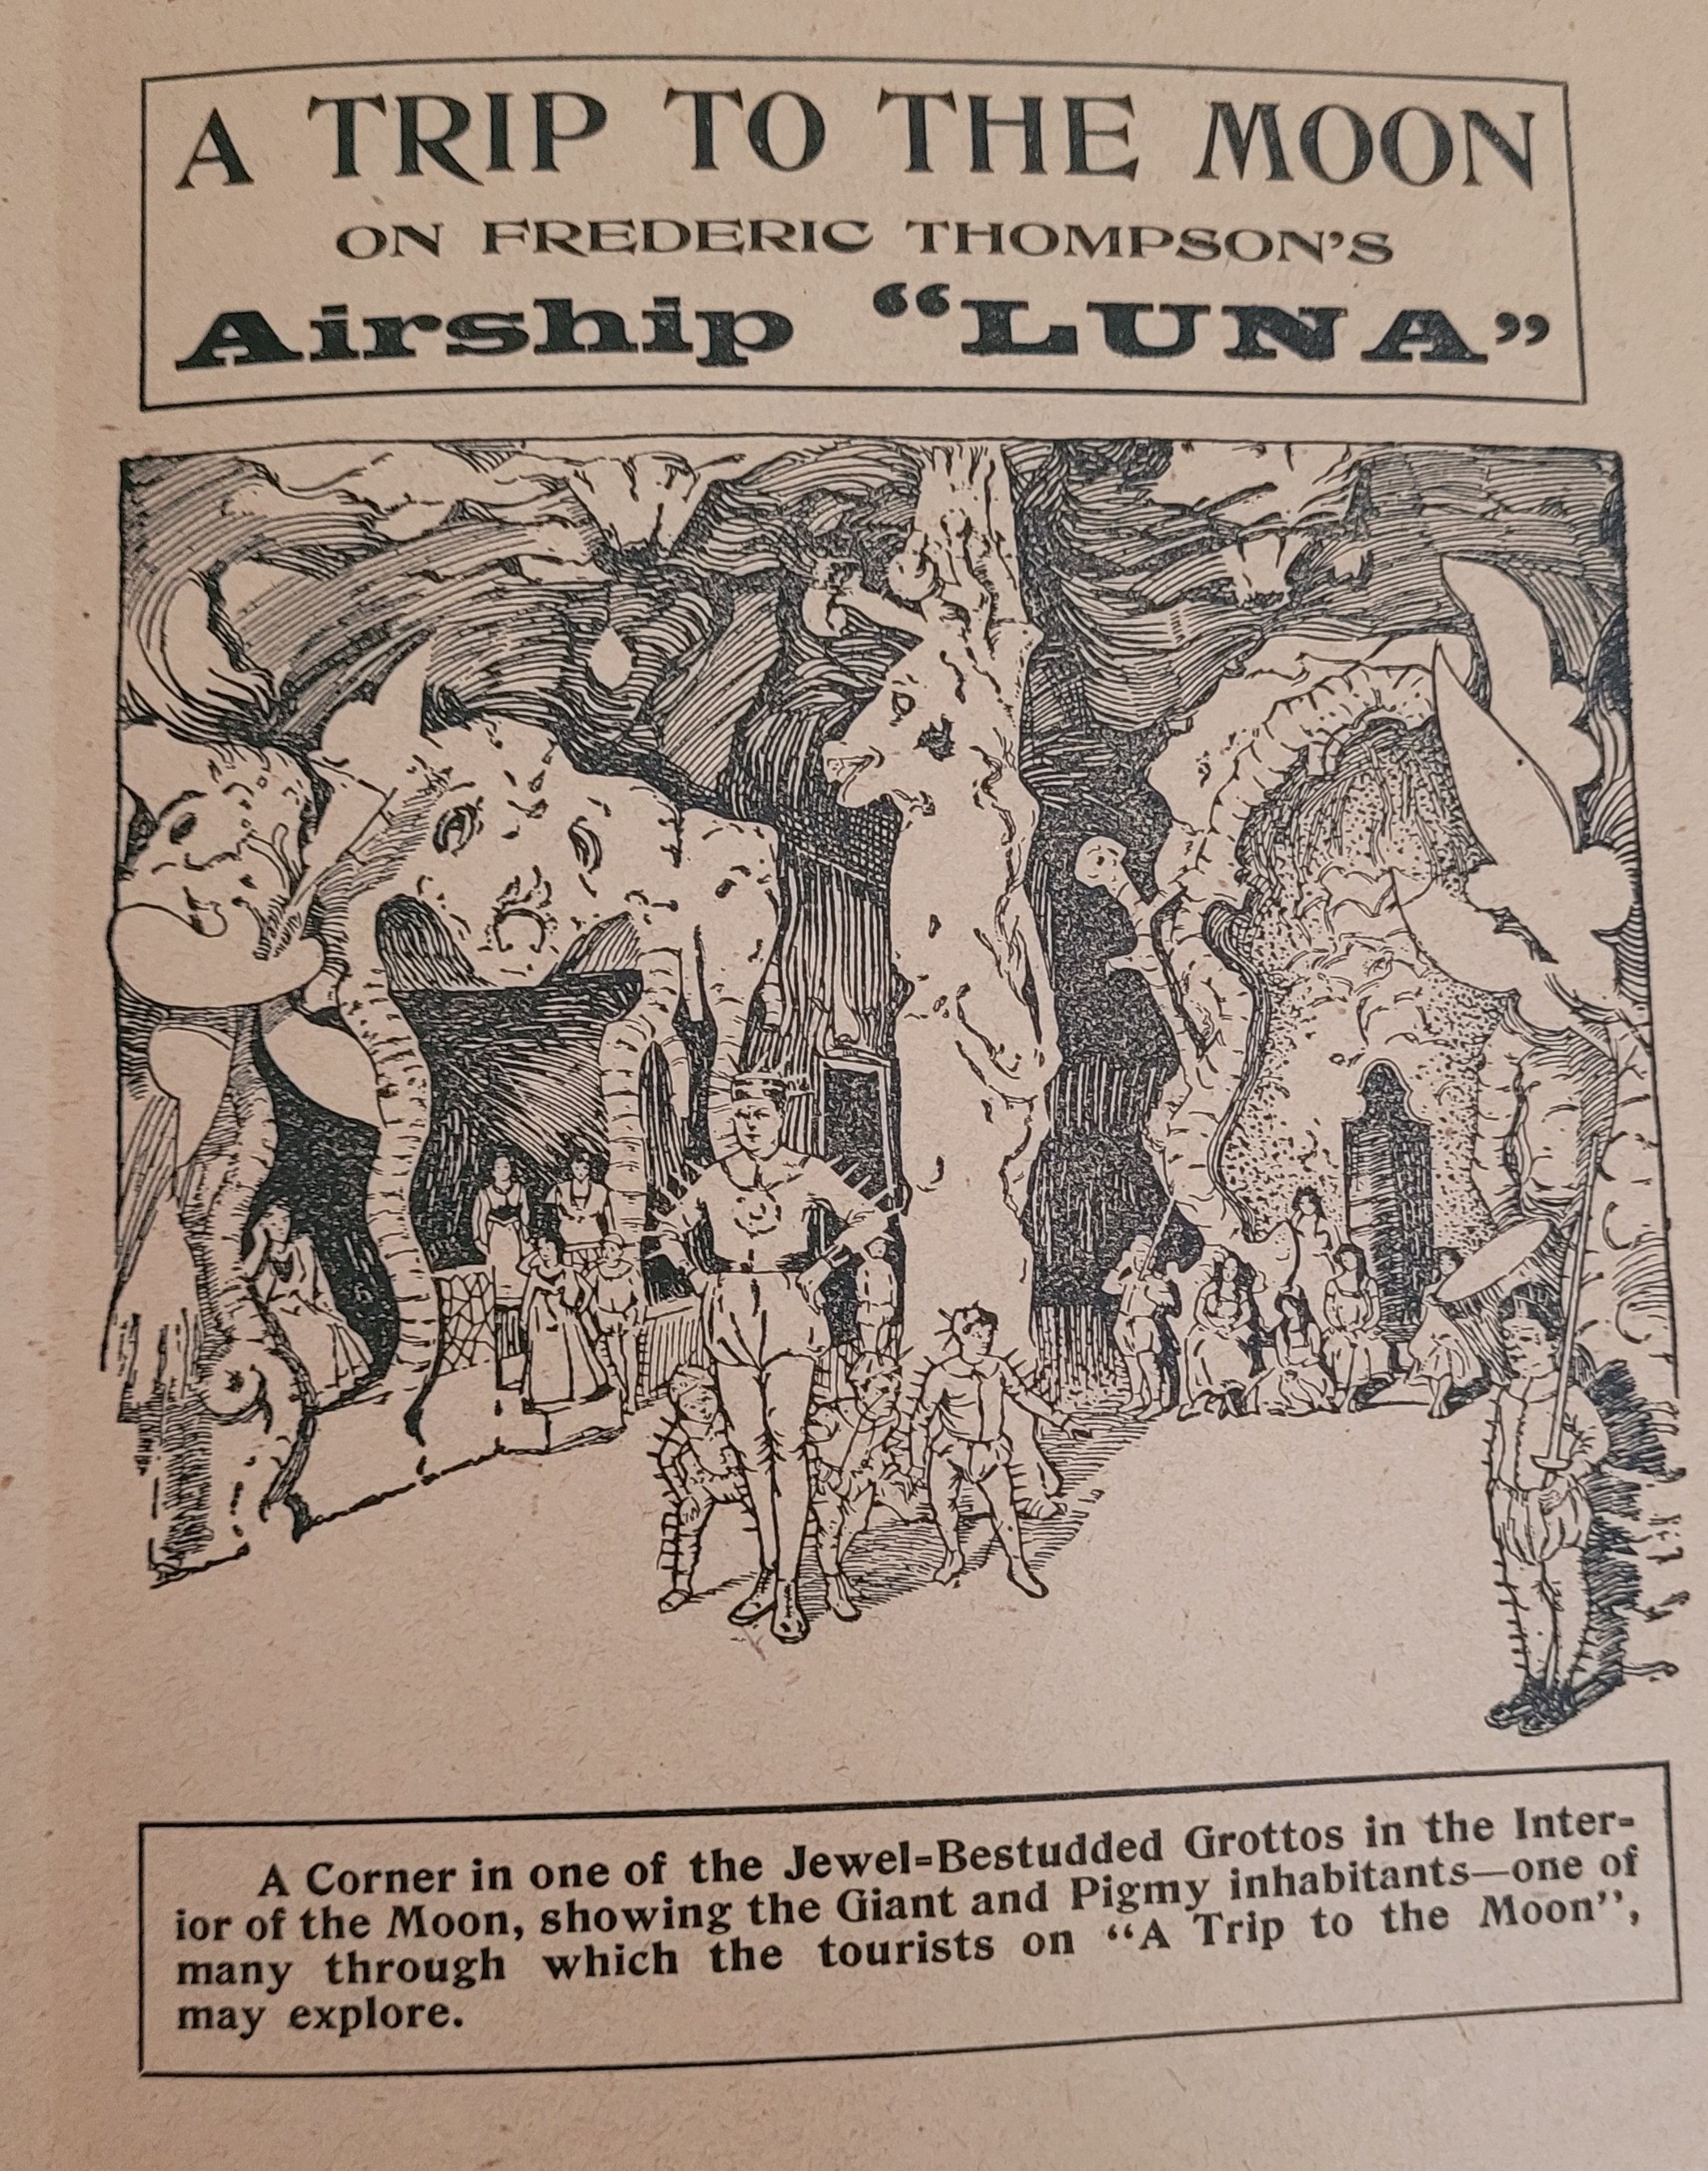 A TRIP TO THE MOON
ON FREDERIC THOMPSON’S
Airship “LUNA”
A Corner in one of the Jewel=Bestudded Grottos in the Inter=
ior of the Moon, showing the Giant and Pigmy inhabitants—one of
many through which the tourists on “A Trip to the Moon”,
may explore.